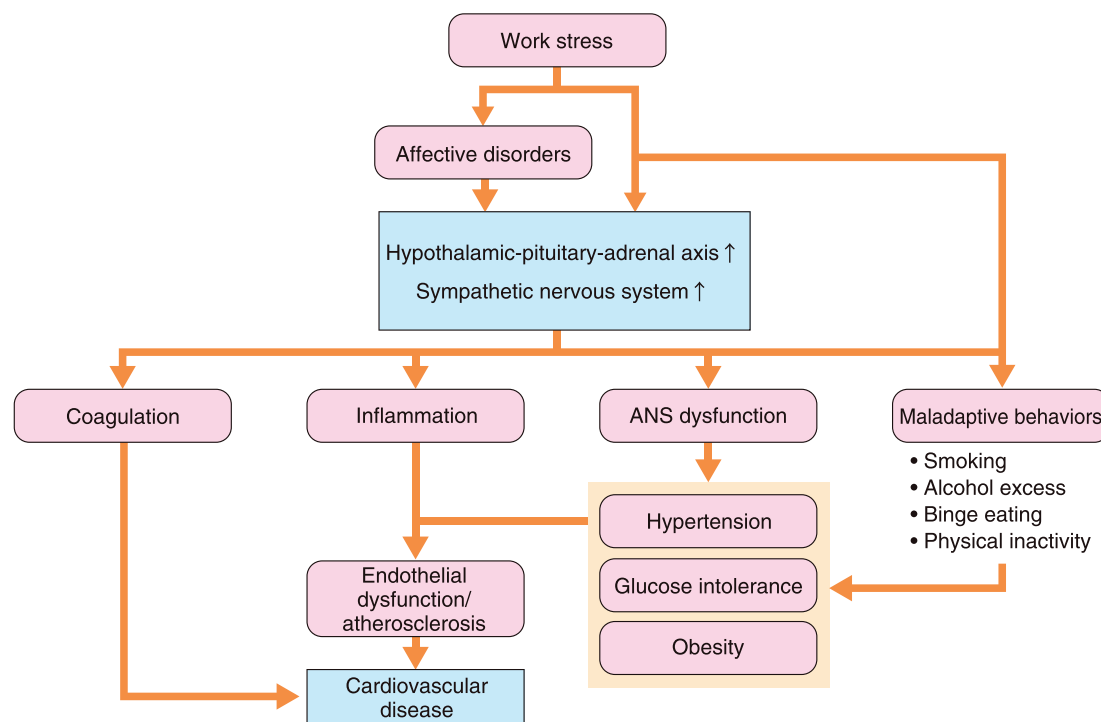 Work stress
Affective disorders
Hypothalamic-pituitary-adrenal axis ↑
Sympathetic nervous system ↑
Coagulation
Inflammation
ANS dysfunction
Maladaptive behaviors
• Smoking
• Alcohol excess
• Binge eating
• Physical inactivity
Hypertension
Glucose intolerance
Obesity
Endothelial
dysfunction/
atherosclerosis
Cardiovascular
disease